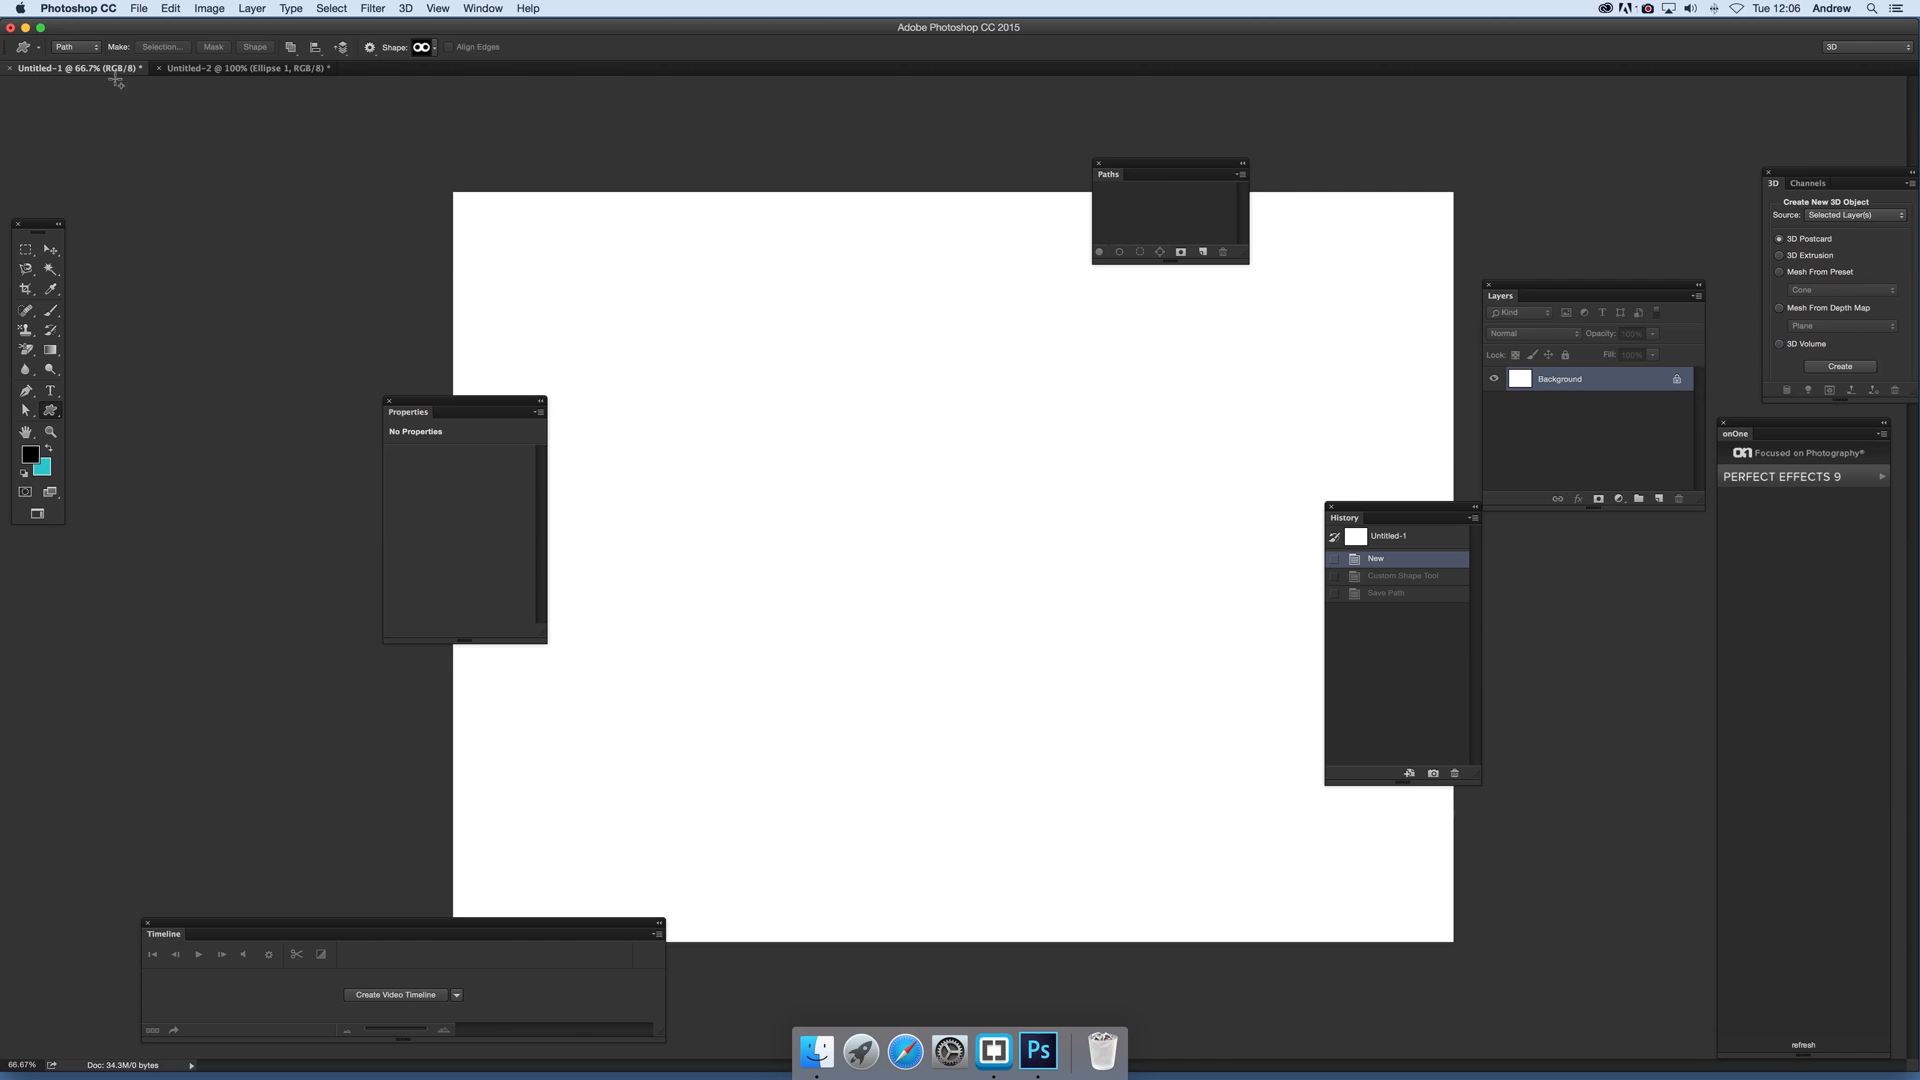 Photoshop CC File Edit Image Layer Type Select Filter 3D View Window Help Tue 12:06 Andrew
Adobe Photoshop CC 2015
Path Make: Selection... Mask Shape Shape: Align Edges 3D
Untitled-1 @ 66.7% (RGB/8) * Untitled-2 @ 100% (Ellipse 1, RGB/8) *
Paths
3D Channels
Create New 3D Object
Source: Selected Layer(s)
3D Postcard
3D Extrusion
Mesh From Preset
Cone
Mesh From Depth Map
Plane
3D Volume
Create
Layers
Kind
Normal Opacity: 100%
Lock: Fill: 100%
Background
Properties
No Properties
onOne
on Focused on Photography®
PERFECT EFFECTS 9
refresh
History
Untitled-1
New
Custom Shape Tool
Save Path
Timeline
Create Video Timeline
66.67% Doc: 34.3M/0 bytes
Ps